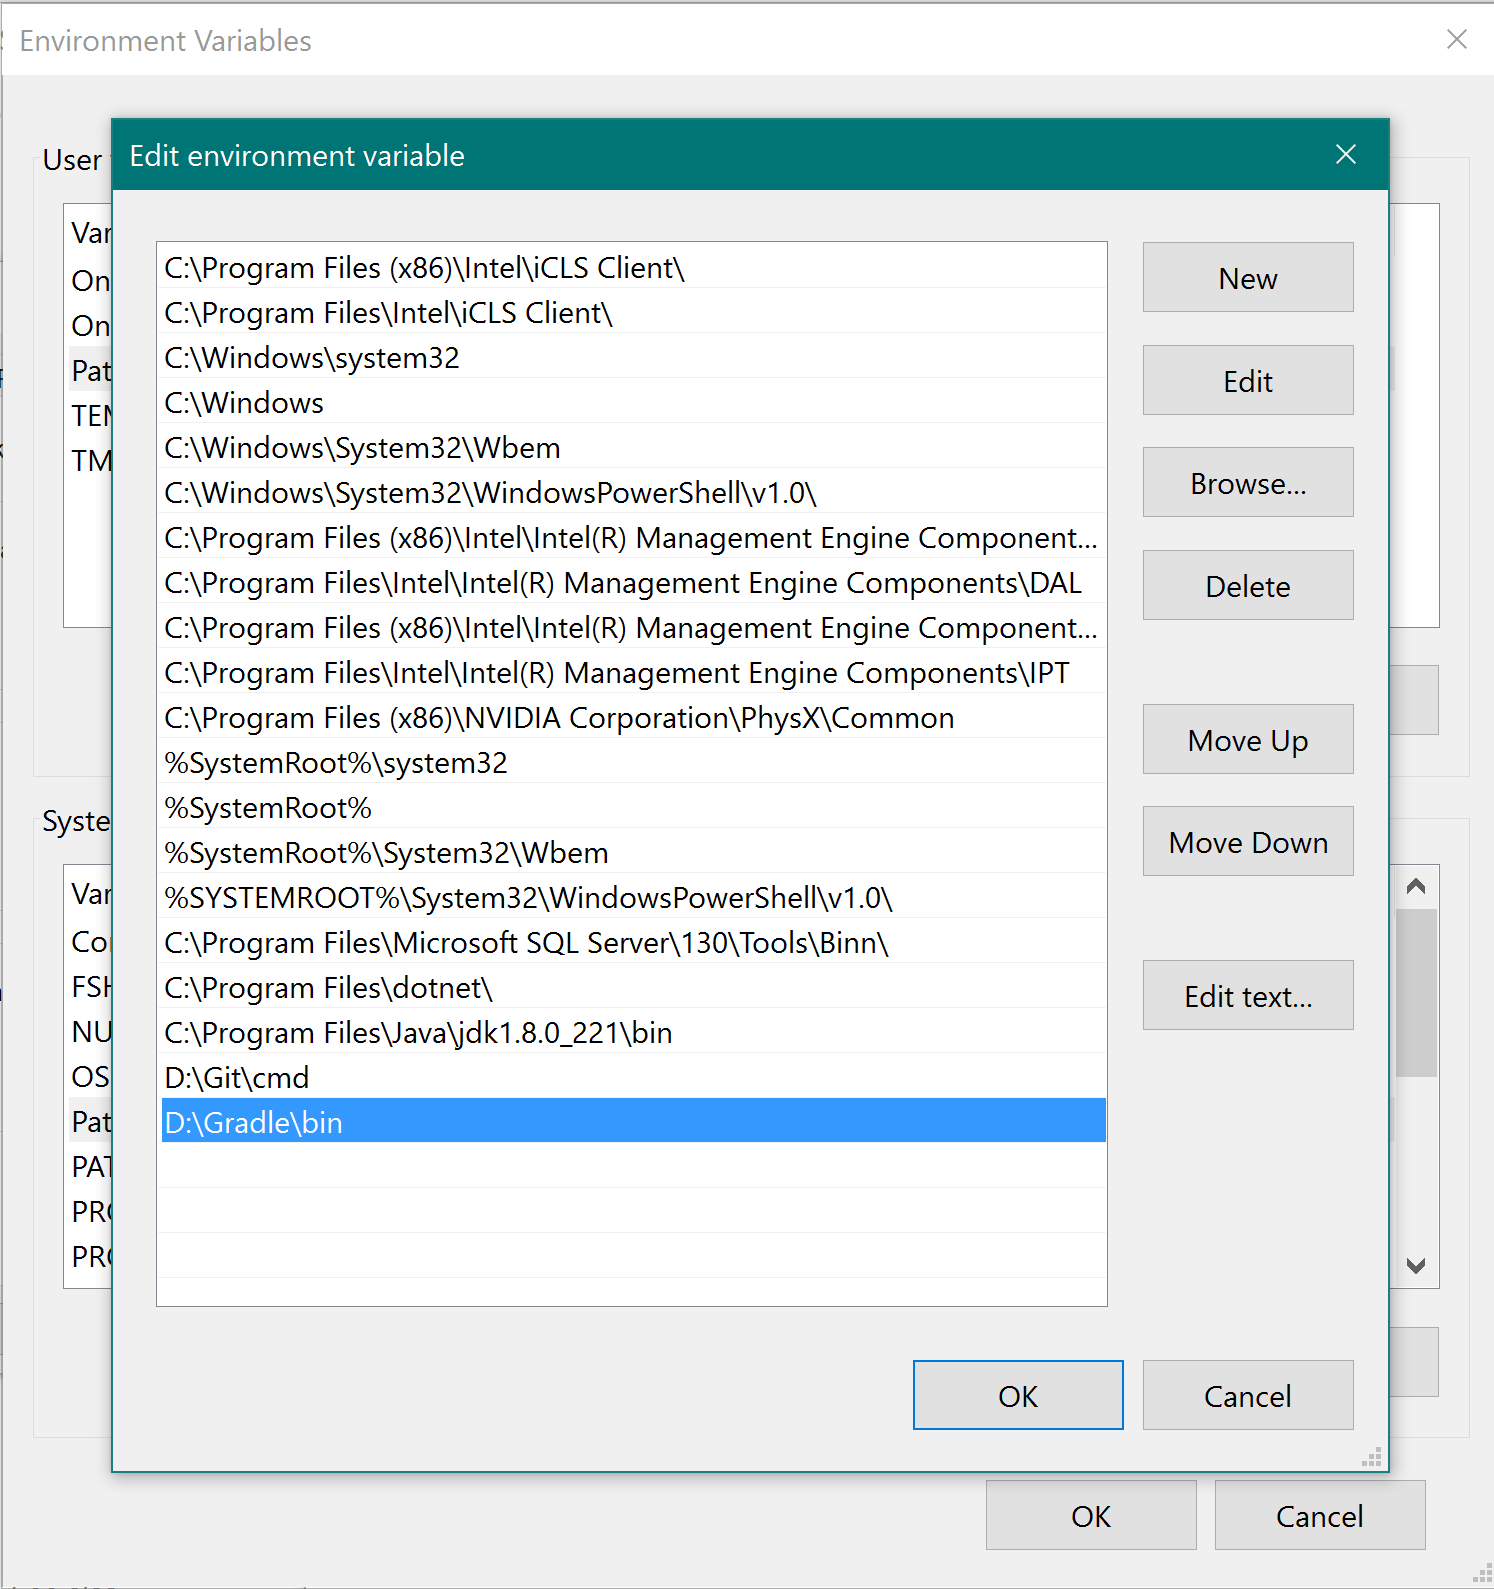 Environment Variables
User
Edit environment variable
C:\Program Files (x86)\Intel\iCLS Client\
C:\Program Files\Intel\iCLS Client\
C:\Windows\system32
C:\Windows
C:\Windows\System32\Wbem
C:\Windows\System32\WindowsPowerShell\v1.0\
C:\Program Files (x86)\Intel\Intel(R) Management Engine Component...
C:\Program Files\Intel\Intel(R) Management Engine Components\DAL
C:\Program Files (x86)\Intel\Intel(R) Management Engine Component...
C:\Program Files\Intel\Intel(R) Management Engine Components\IPT
C:\Program Files (x86)\NVIDIA Corporation\PhysX\Common
%SystemRoot%\system32
%SystemRoot%
%SystemRoot%\System32\Wbem
%SYSTEMROOT%\System32\WindowsPowerShell\v1.0\
C:\Program Files\Microsoft SQL Server\130\Tools\Binn\
C:\Program Files\dotnet\
C:\Program Files\Java\jdk1.8.0_221\bin
D:\Git\cmd
D:\Gradle\bin
New
Edit
Browse...
Delete
Move Up
Move Down
Edit text...
OK
Cancel
Var
On
On
Pat
TEM
TM
Syste
Var
Co
FSH
NU
OS
Pat
PAT
PRO
PRO
OK
Cancel